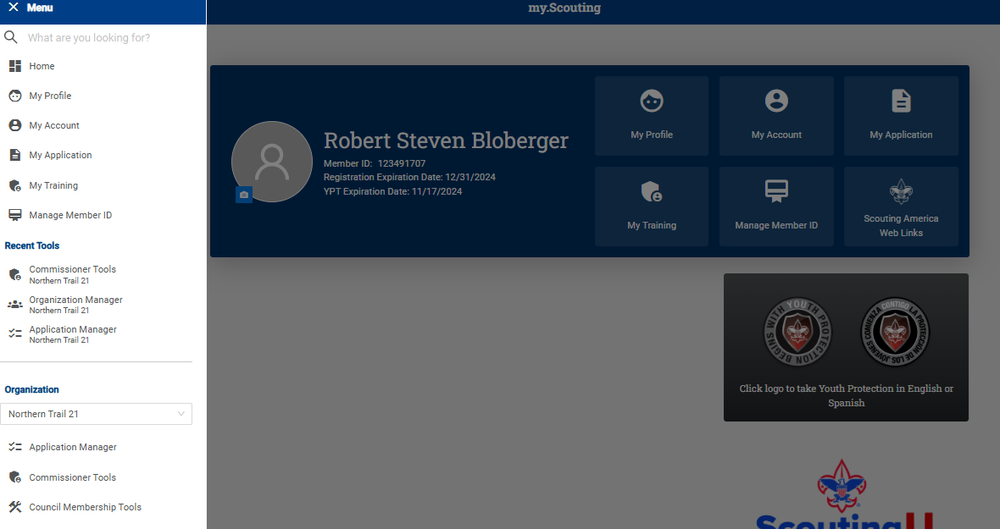 Menu
my.Scouting
What are you looking for?
Home
My Profile
My Account
My Application
My Training
Manage Member ID
Recent Tools
Commissioner Tools
Northern Trail 21
Organization Manager
Northern Trail 21
Application Manager
Northern Trail 21
Organization
Northern Trail 21
Application Manager
Commissioner Tools
Council Membership Tools
Robert Steven Bloberger
Member ID: 123491707
Registration Expiration Date: 12/31/2024
YPT Expiration Date: 11/17/2024
My Profile
My Account
My Application
My Training
Manage Member ID
Scouting America
Web Links
BEGINS WITH YOUTH PROTECTION
COMIENZA CONTIGO LA PROTECCIÓN DE LOS JÓVENES
Click logo to take Youth Protection in English or
Spanish
ScoutingU